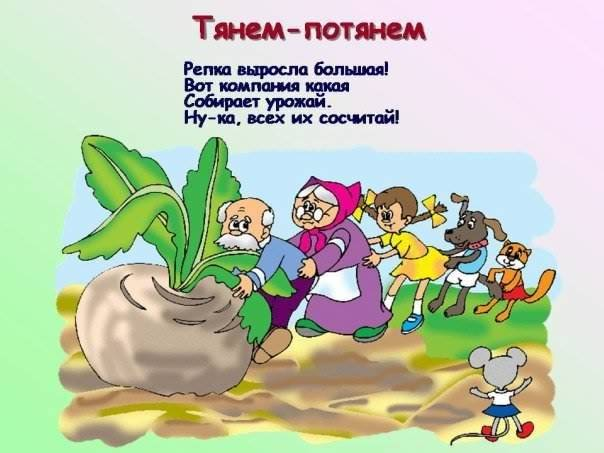 Тянем-потянем
Репка выросла большая!
Вот компания какая
Собирает урожай.
Ну-ка, всех их сосчитай!